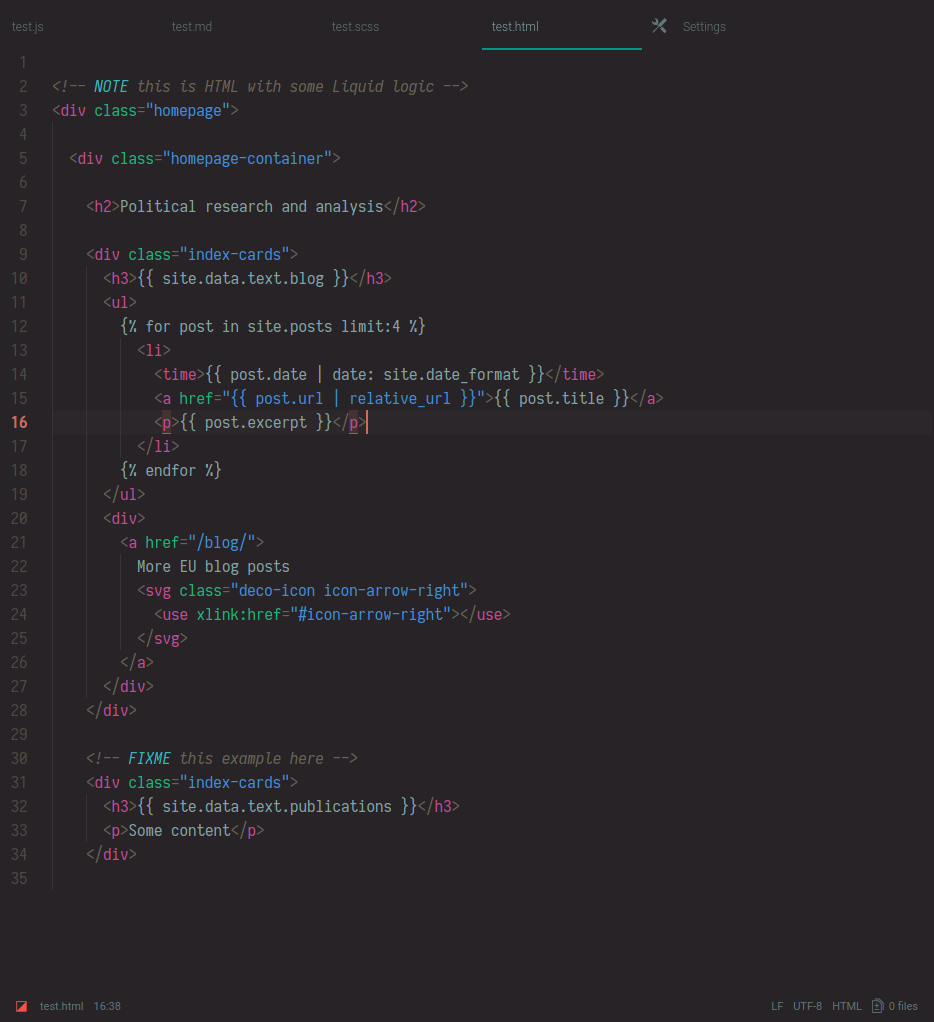 test.js test.md test.scss test.html Settings
1
2 <!-- NOTE this is HTML with some Liquid logic -->
3 <div class="homepage">
4
5   <div class="homepage-container">
6
7     <h2>Political research and analysis</h2>
8
9     <div class="index-cards">
10       <h3>{{ site.data.text.blog }}</h3>
11       <ul>
12         {% for post in site.posts limit:4 %}
13           <li>
14             <time>{{ post.date | date: site.date_format }}</time>
15             <a href="{{ post.url | relative_url }}">{{ post.title }}</a>
16             <p>{{ post.excerpt }}</p>
17           </li>
18         {% endfor %}
19       </ul>
20       <div>
21         <a href="/blog/">
22           More EU blog posts
23           <svg class="deco-icon icon-arrow-right">
24             <use xlink:href="#icon-arrow-right"></use>
25           </svg>
26         </a>
27       </div>
28     </div>
29
30     <!-- FIXME this example here -->
31     <div class="index-cards">
32       <h3>{{ site.data.text.publications }}</h3>
33       <p>Some content</p>
34     </div>
35
test.html 16:38 LF UTF-8 HTML 0 files